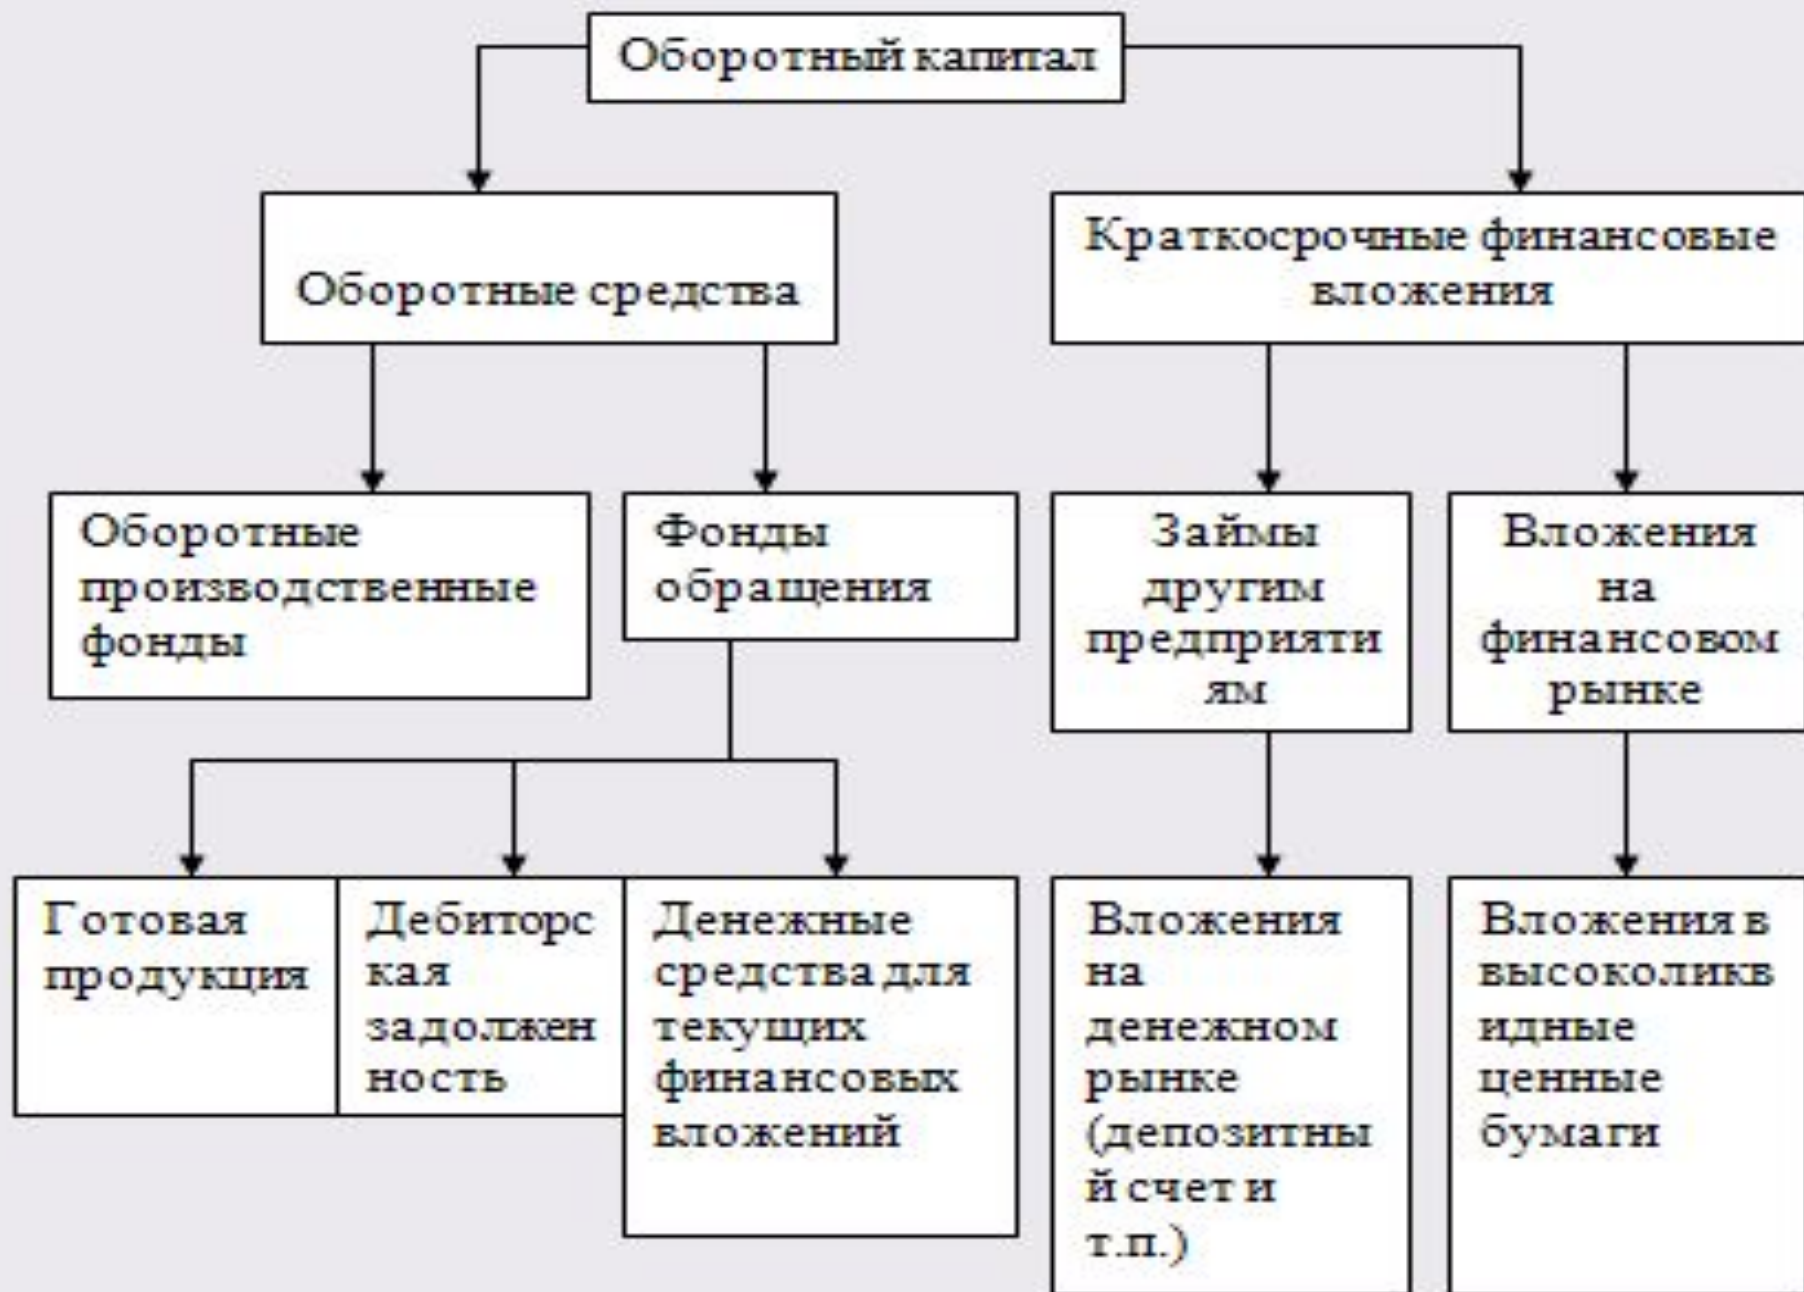 Оборотный капитал
Оборотные средства
Краткосрочные финансовые
вложения
Оборотные
производственные
фонды
Фонды
обращения
Займы
другим
предприяти
ям
Вложения
на
финансовом
рынке
Готовая
продукция
Дебиторс
кая
задолжен
ность
Денежные
средства для
текущих
финансовых
вложений
Вложения
на
денежном
рынке
(депозитны
й счет и
т.п.)
Вложения в
высоколикв
идные
ценные
бумаги